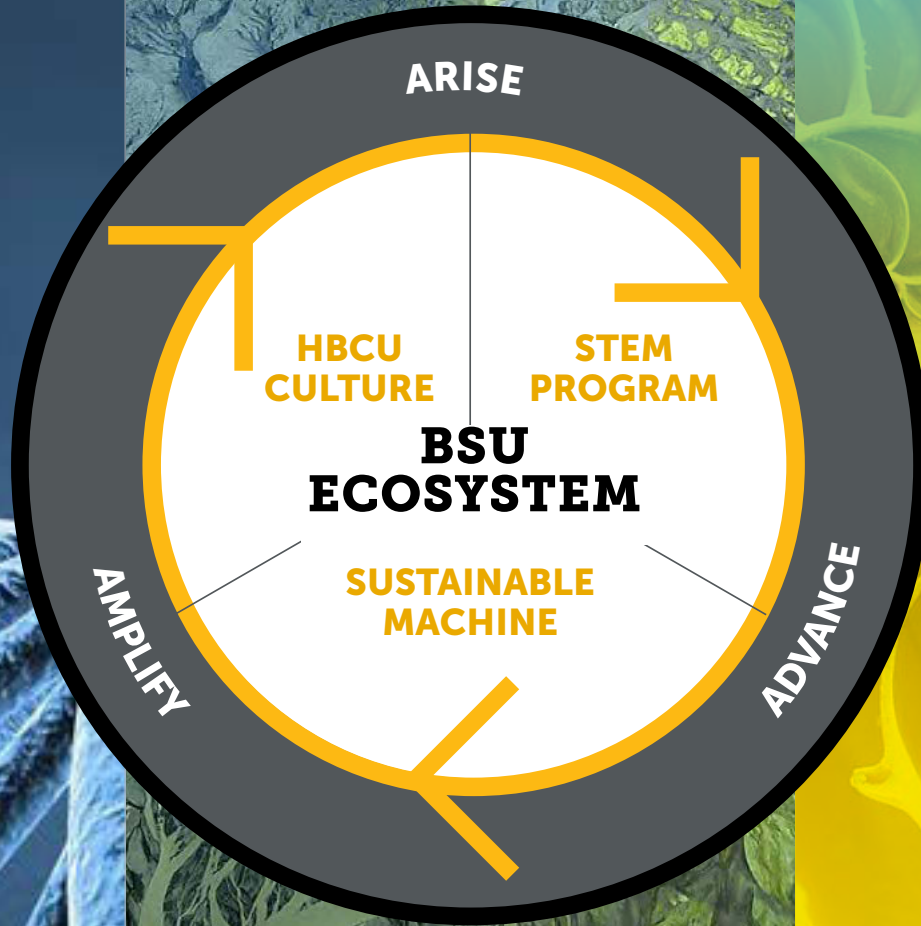 ARISE
HBCU
CULTURE
STEM
PROGRAM
BSU
ECOSYSTEM
SUSTAINABLE
MACHINE
AMPLIFY
ADVANCE